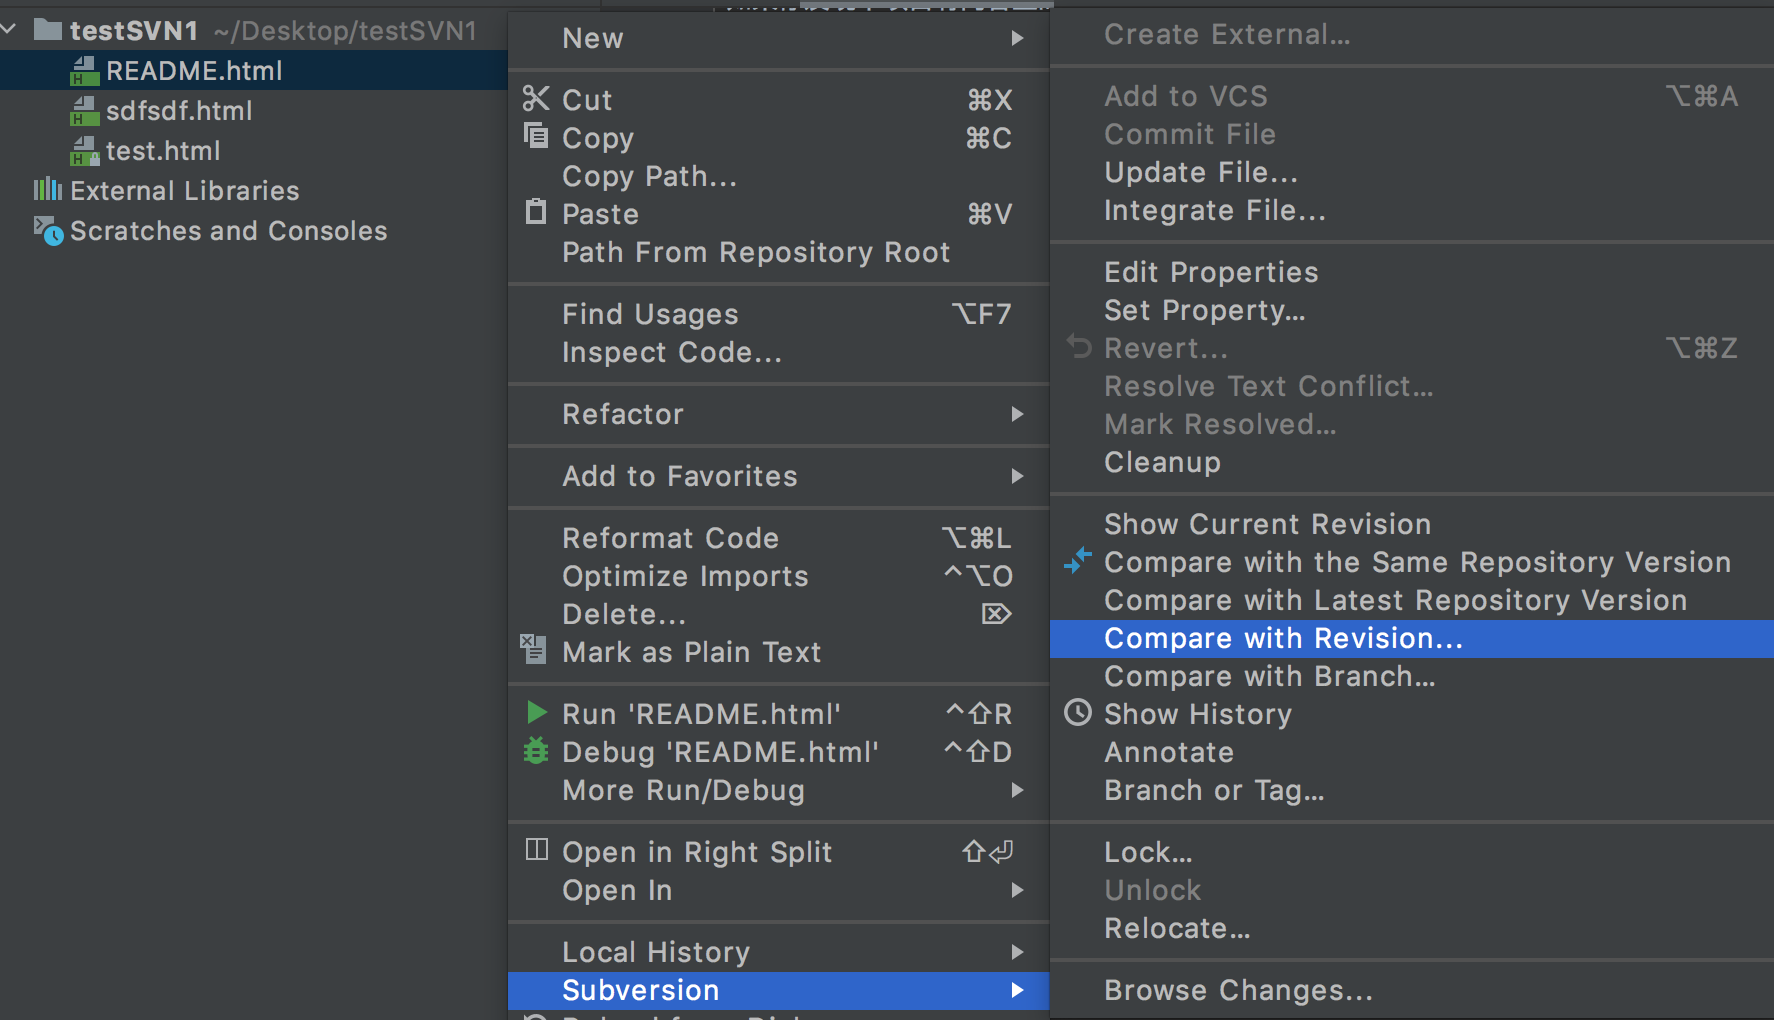 testSVN1 ~/Desktop/testSVN1
README.html
sdfsdf.html
test.html
External Libraries
Scratches and Consoles
New
Cut ⌘X
Copy ⌘C
Copy Path...
Paste ⌘V
Path From Repository Root
Find Usages ⌥F7
Inspect Code...
Refactor
Add to Favorites
Reformat Code ⌥⌘L
Optimize Imports ^⌥O
Delete... ⌦
Mark as Plain Text
Run 'README.html' ^⇧R
Debug 'README.html' ^⇧D
More Run/Debug
Open in Right Split ⇧⏎
Open In
Local History
Subversion
Create External...
Add to VCS ⌥⌘A
Commit File
Update File...
Integrate File...
Edit Properties
Set Property...
Revert... ⌥⌘Z
Resolve Text Conflict...
Mark Resolved...
Cleanup
Show Current Revision
Compare with the Same Repository Version
Compare with Latest Repository Version
Compare with Revision...
Compare with Branch...
Show History
Annotate
Branch or Tag...
Lock...
Unlock
Relocate...
Browse Changes...